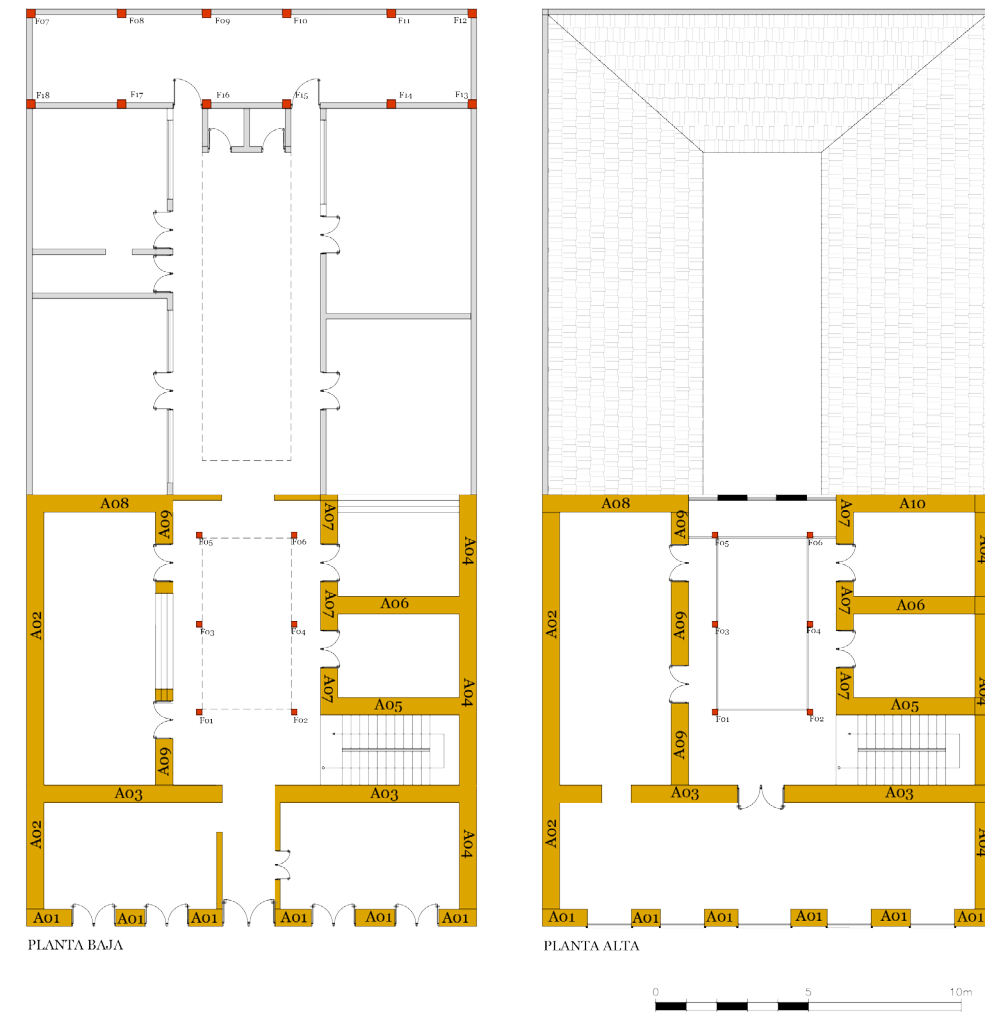 F07 F08 F09 F10 F11 F12
F18 F17 F16 F15 F14 F13
A08 A09 A07 A08 A09 A07 A10
F05 F06 A04 F05 F06 A04
A02 A07 A06 A02 A09 A07 A06
F03 F04 F03 F04
A07 A04 A07 A04
F01 F02 A05 F01 F02 A05
A09 A09
A03 A03 A03 A03
A02 A04 A02 A04
A01 A01 A01 A01 A01 A01 A01 A01 A01 A01 A01 A01
PLANTA BAJA PLANTA ALTA
0 5 10m